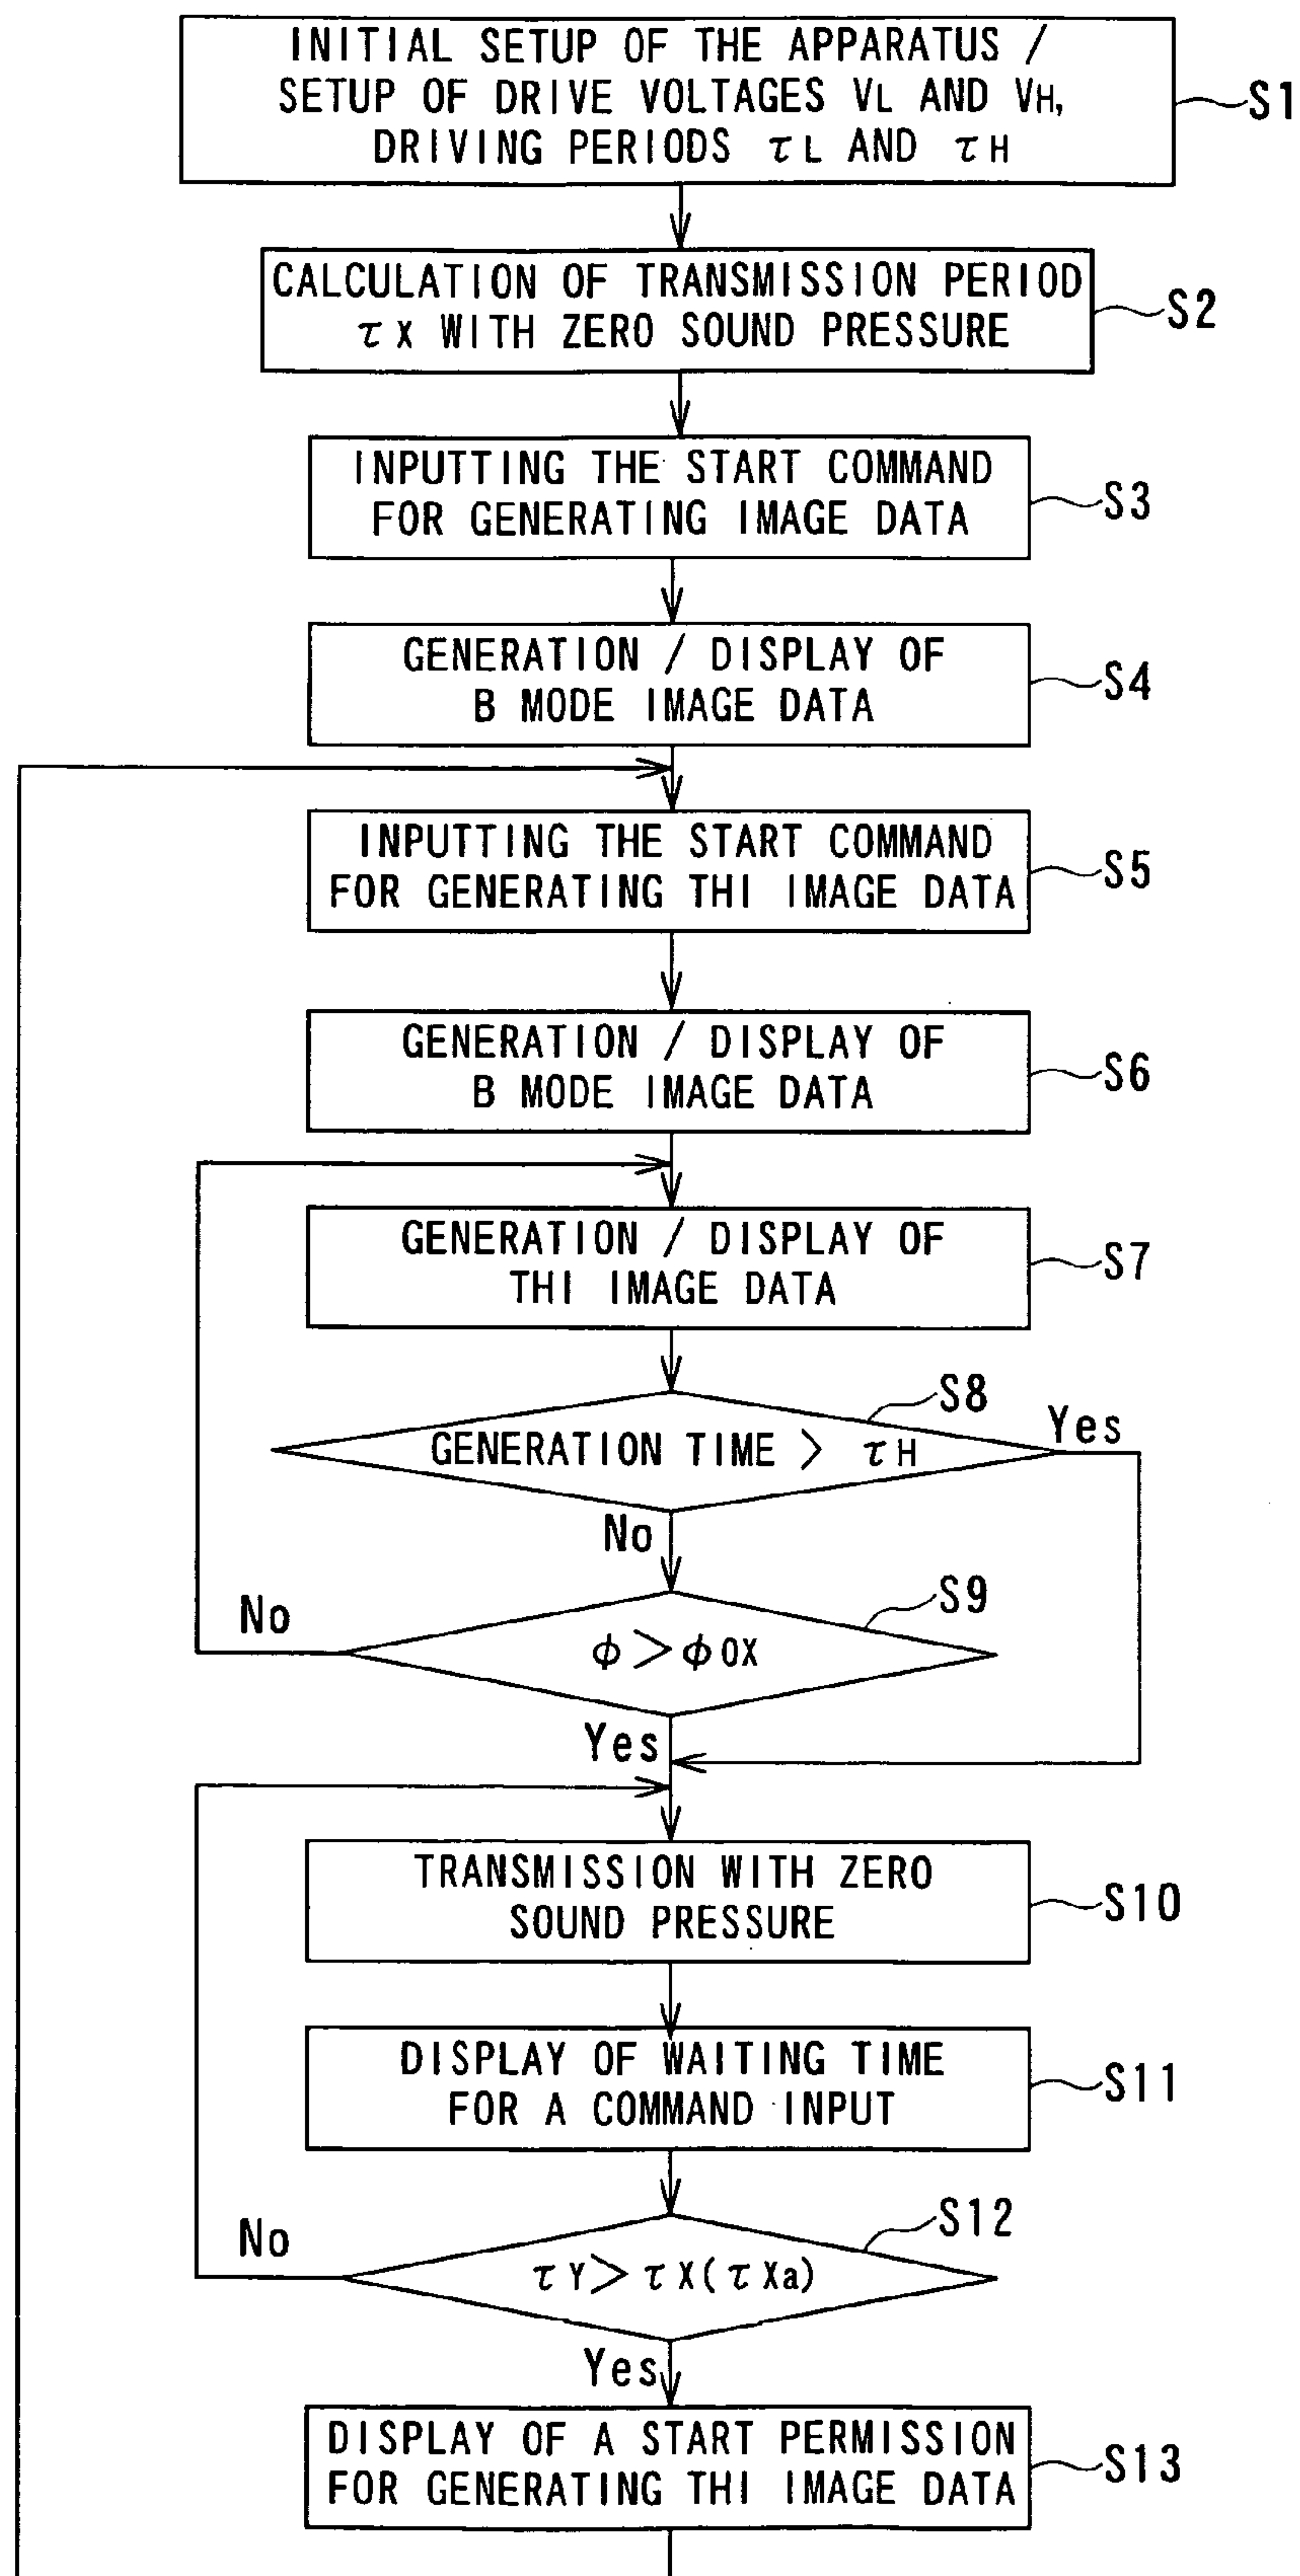 INITIAL SETUP OF THE APPARATUS /
SETUP OF DRIVE VOLTAGES VL AND VH,
DRIVING PERIODS τL AND τH
S1
CALCULATION OF TRANSMISSION PERIOD
τX WITH ZERO SOUND PRESSURE
S2
INPUTTING THE START COMMAND
FOR GENERATING IMAGE DATA
S3
GENERATION / DISPLAY OF
B MODE IMAGE DATA
S4
INPUTTING THE START COMMAND
FOR GENERATING THI IMAGE DATA
S5
GENERATION / DISPLAY OF
B MODE IMAGE DATA
S6
GENERATION / DISPLAY OF
THI IMAGE DATA
S7
S8
GENERATION TIME > τH
Yes
No
S9
No
φ > φ0X
Yes
TRANSMISSION WITH ZERO
SOUND PRESSURE
S10
DISPLAY OF WAITING TIME
FOR A COMMAND INPUT
S11
S12
No
τY > τX(τXa)
Yes
DISPLAY OF A START PERMISSION
FOR GENERATING THI IMAGE DATA
S13